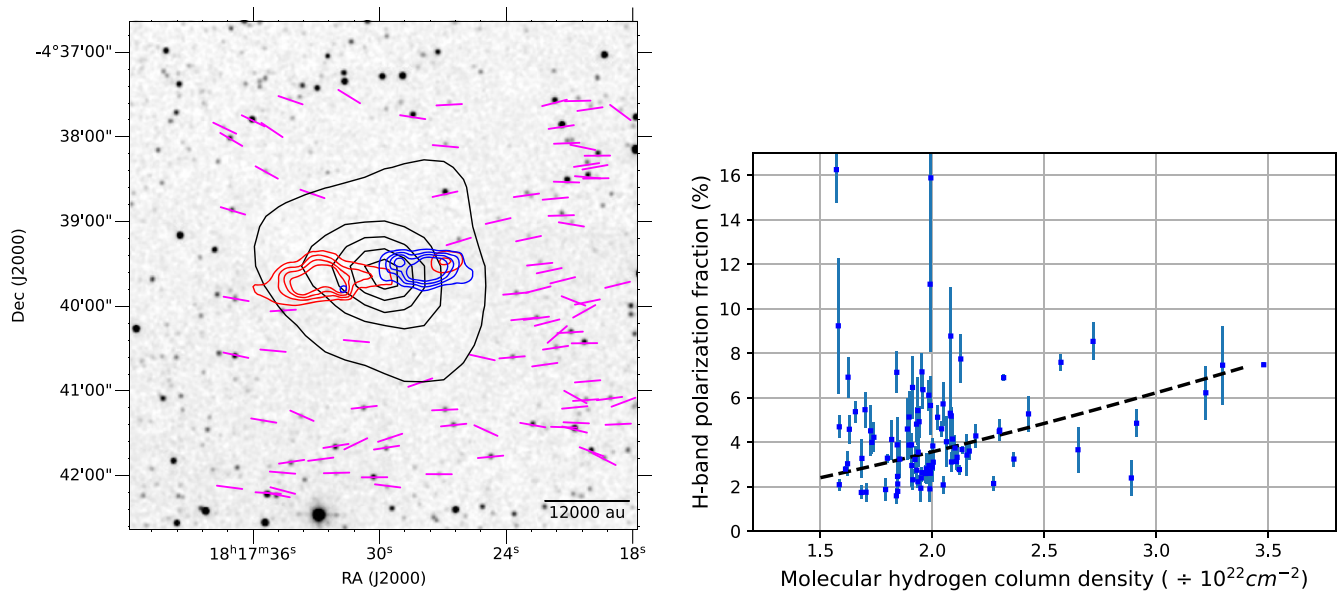 -4°37'00"
38'00"
39'00"
40'00"
41'00"
42'00"
Dec (J2000)
12000 au
18ʰ17ᵐ36ˢ
30ˢ
24ˢ
18ˢ
RA (J2000)
H-band polarization fraction (%)
16
14
12
10
8
6
4
2
0
1.5
2.0
2.5
3.0
3.5
Molecular hydrogen column density ( ÷ 10²²cm⁻²)